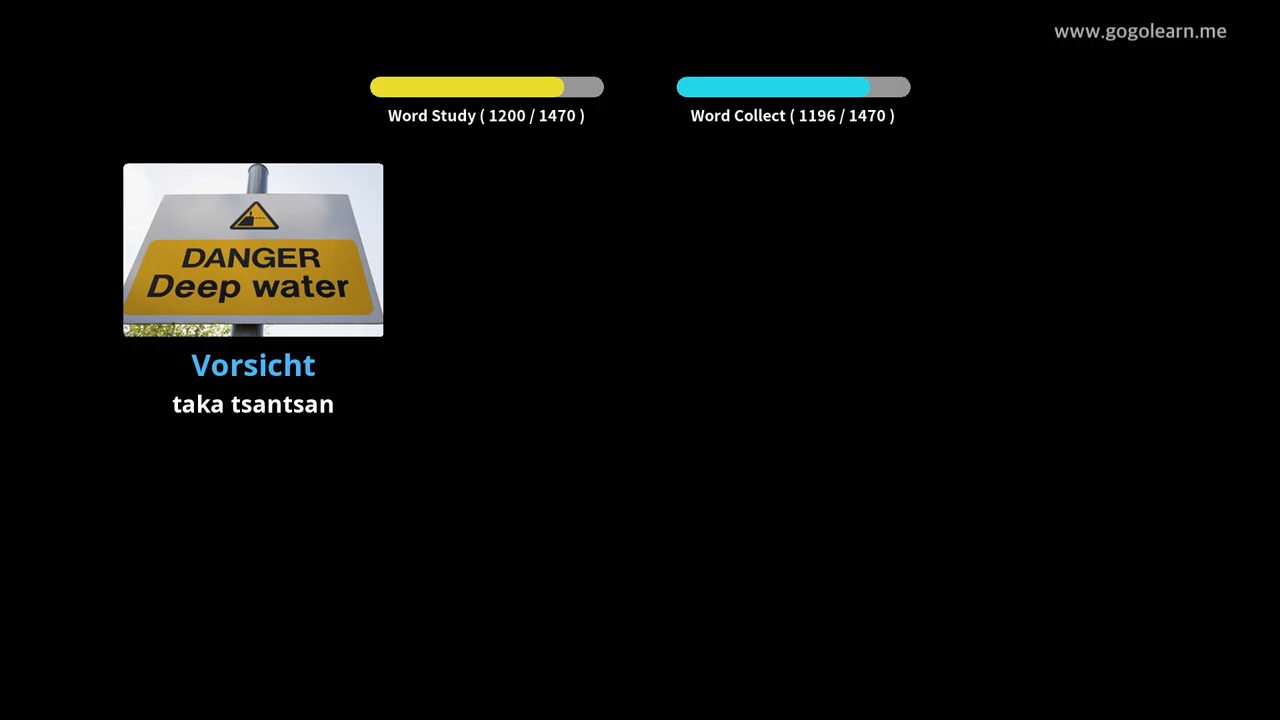 www.gogolearn.me
Word Study ( 1200 / 1470 )
Word Collect ( 1196 / 1470 )
DANGER
Deep water
Vorsicht
taka tsantsan